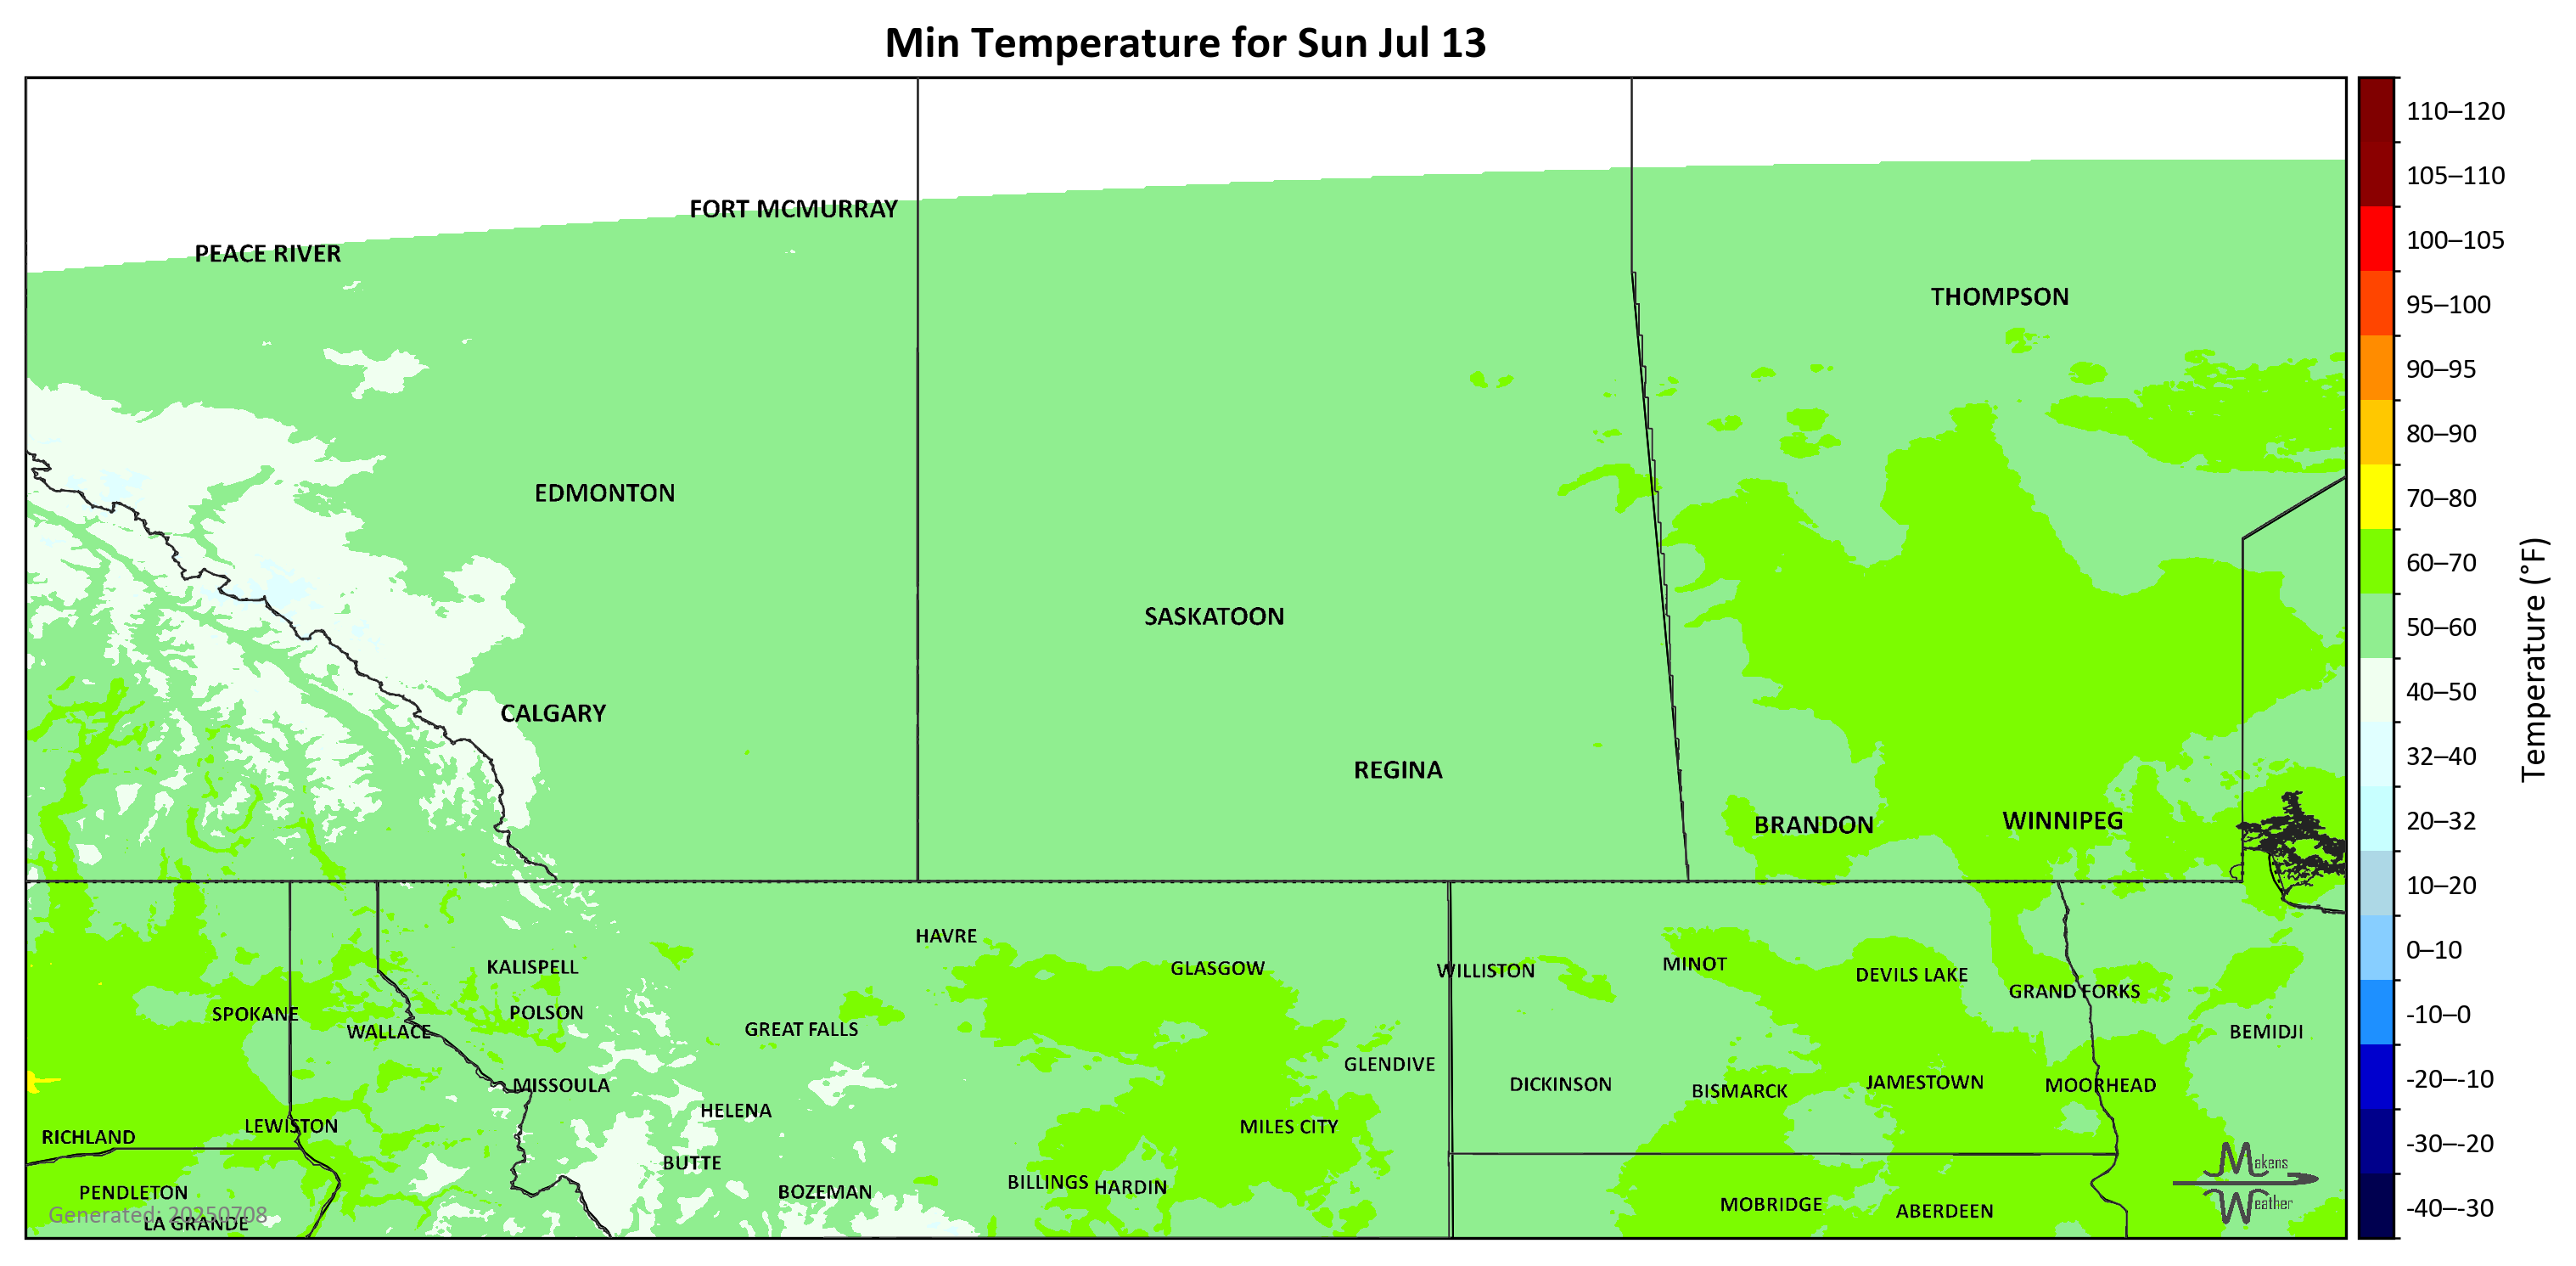 Min Temperature for Sun Jul 13
110–120
105–110
FORT MCMURRAY
100–105
PEACE RIVER
THOMPSON
95–100
90–95
80–90
EDMONTON
70–80
60–70
SASKATOON
50–60
Temperature (°F)
CALGARY
40–50
REGINA
32–40
BRANDON
WINNIPEG
20–32
10–20
HAVRE
0–10
KALISPELL
GLASGOW
WILLISTON
MINOT
DEVILS LAKE
GRAND FORKS
SPOKANE
POLSON
-10–0
WALLACE
GREAT FALLS
BEMIDJI
GLENDIVE
MISSOULA
DICKINSON
BISMARCK
JAMESTOWN
MOORHEAD
-20–-10
HELENA
LEWISTON
MILES CITY
RICHLAND
-30–-20
BUTTE
Makens
PENDLETON
BOZEMAN
BILLINGS
HARDIN
MOBRIDGE
ABERDEEN
Weather
-40–-30
Generated: 20250708
LA GRANDE